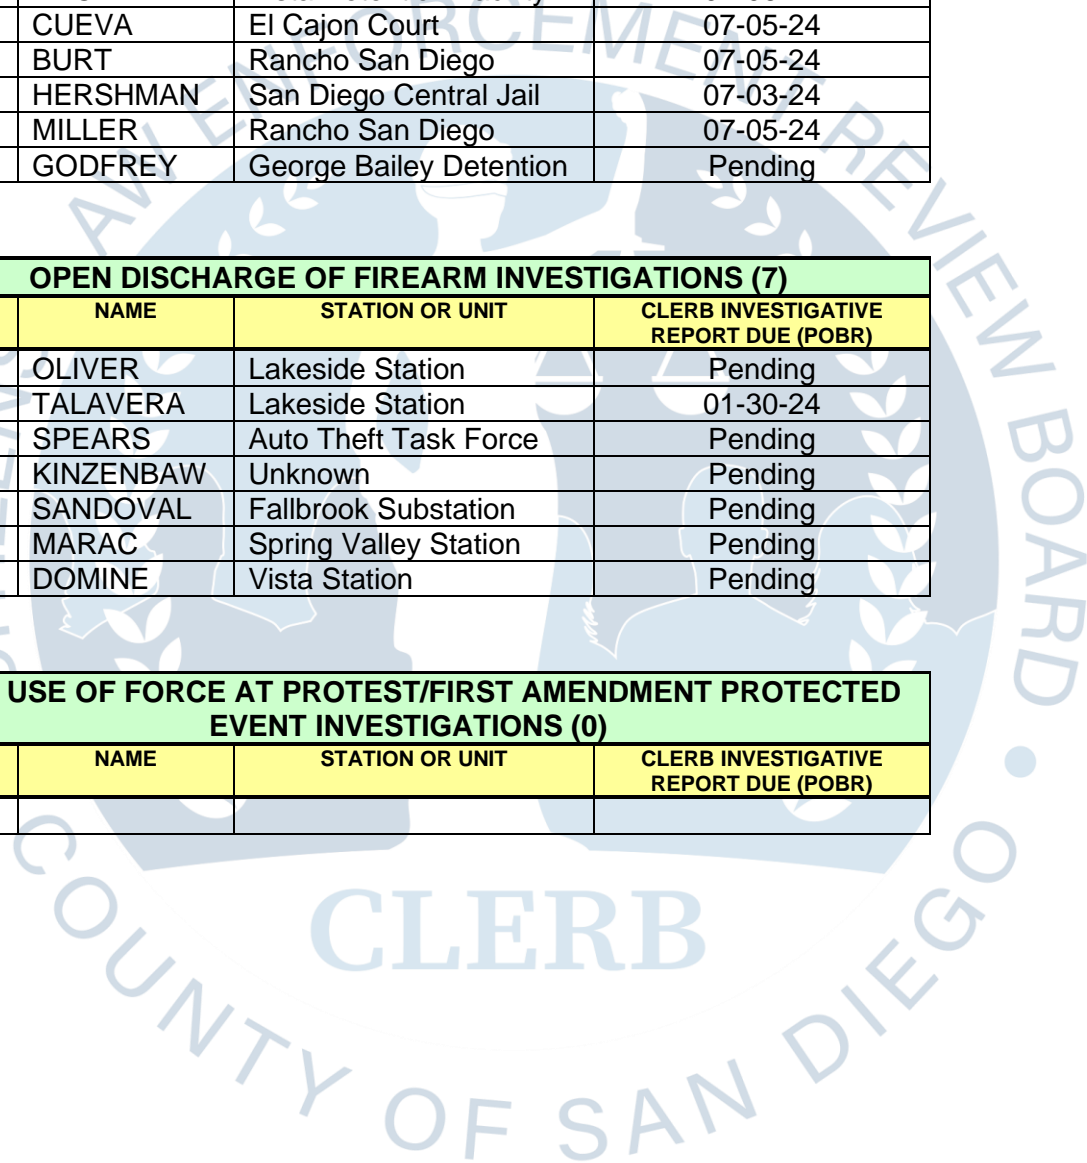 CUEVA El Cajon Court 07-05-24
BURT Rancho San Diego 07-05-24
HERSHMAN San Diego Central Jail 07-03-24
MILLER Rancho San Diego 07-05-24
GODFREY George Bailey Detention Pending
OPEN DISCHARGE OF FIREARM INVESTIGATIONS (7)
NAME STATION OR UNIT CLERB INVESTIGATIVE
REPORT DUE (POBR)
OLIVER Lakeside Station Pending
TALAVERA Lakeside Station 01-30-24
SPEARS Auto Theft Task Force Pending
KINZENBAW Unknown Pending
SANDOVAL Fallbrook Substation Pending
MARAC Spring Valley Station Pending
DOMINE Vista Station Pending
USE OF FORCE AT PROTEST/FIRST AMENDMENT PROTECTED
EVENT INVESTIGATIONS (0)
NAME STATION OR UNIT CLERB INVESTIGATIVE
REPORT DUE (POBR)
ENFORCEMENT REVIEW BOARD
CLERB
COUNTY OF SAN DIEGO